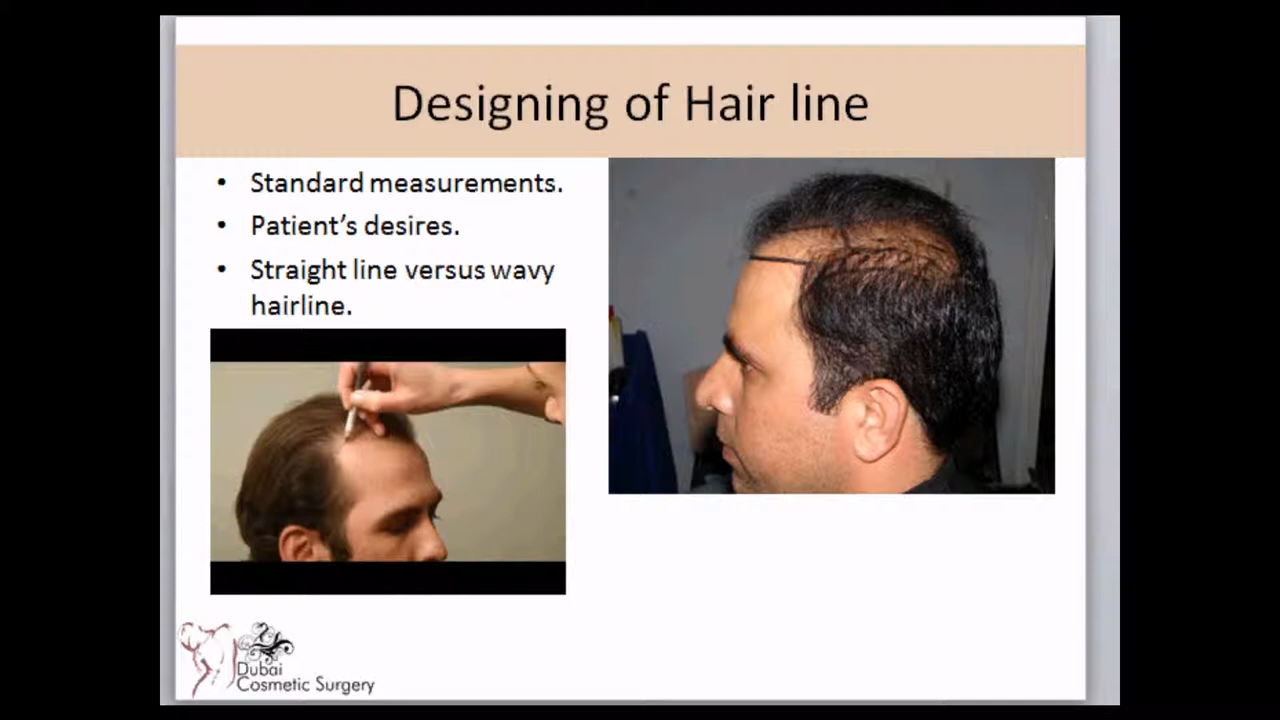 Designing of Hair line
• Standard measurements.
• Patient's desires.
• Straight line versus wavy
hairline.
Dubai
Cosmetic Surgery